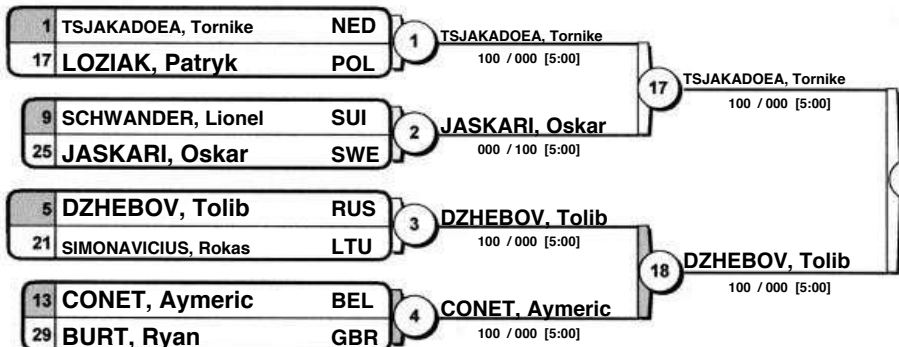 1 TSJAKADOEA, Tornike NED
17 LOZIAK, Patryk POL
1
TSJAKADOEA, Tornike
100 / 000 [5:00]
9 SCHWANDER, Lionel SUI
25 JASKARI, Oskar SWE
2
JASKARI, Oskar
000 / 100 [5:00]
17
TSJAKADOEA, Tornike
100 / 000 [5:00]
5 DZHEBOV, Tolib RUS
21 SIMONAVICIUS, Rokas LTU
3
DZHEBOV, Tolib
100 / 000 [5:00]
13 CONET, Aymeric BEL
29 BURT, Ryan GBR
4
CONET, Aymeric
100 / 000 [5:00]
18
DZHEBOV, Tolib
100 / 000 [5:00]